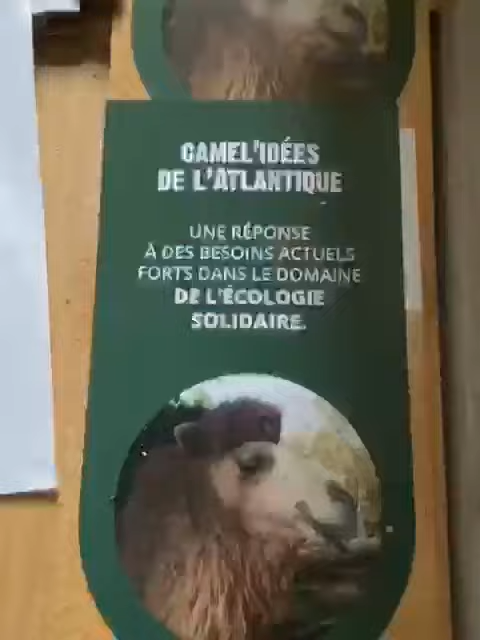 CAMEL'IDÉES
DE L'ATLANTIQUE
UNE RÉPONSE
À DES BESOINS ACTUELS
FORTS DANS LE DOMAINE
DE L'ÉCOLOGIE
SOLIDAIRE.